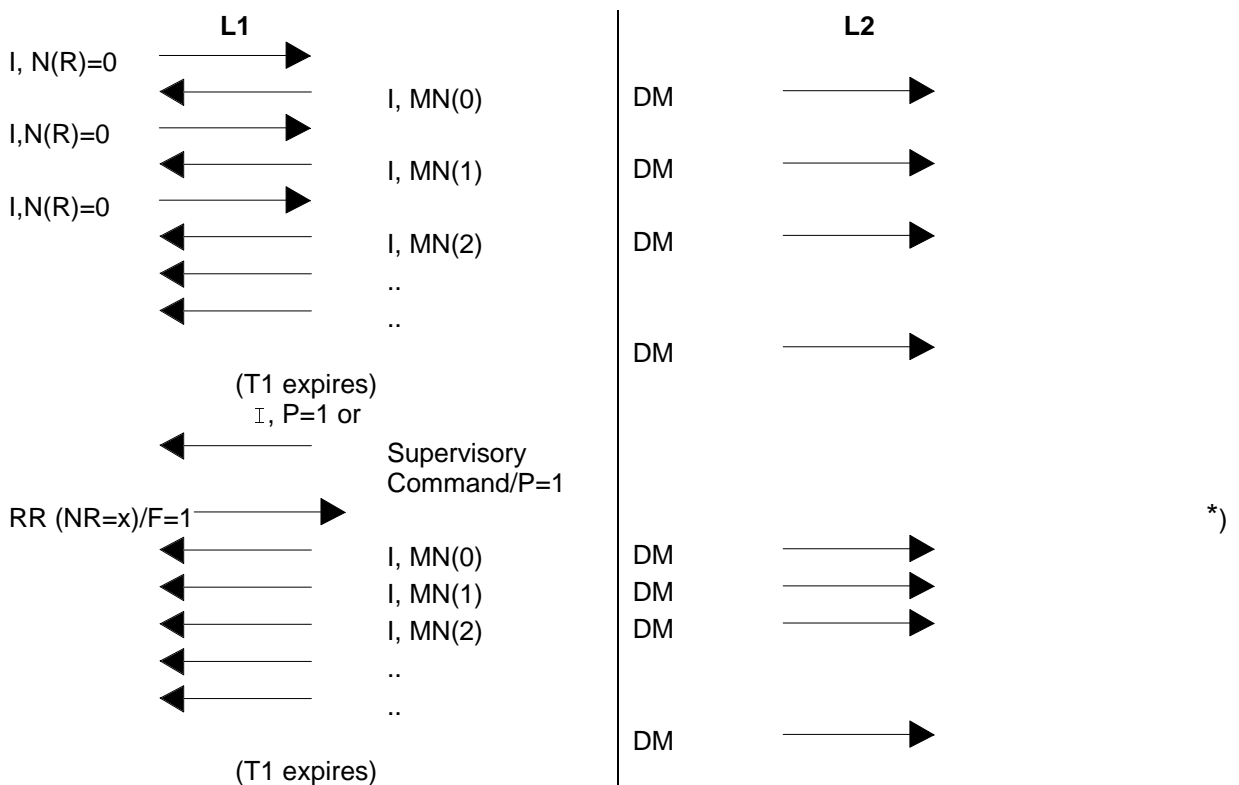 L1 L2
I, N(R)=0
I, MN(0) DM
I,N(R)=0
I, MN(1) DM
I,N(R)=0
I, MN(2) DM
..
..
DM
(T1 expires)
I, P=1 or
Supervisory
Command/P=1
RR (NR=x)/F=1 *)
I, MN(0) DM
I, MN(1) DM
I, MN(2) DM
..
..
DM
(T1 expires)